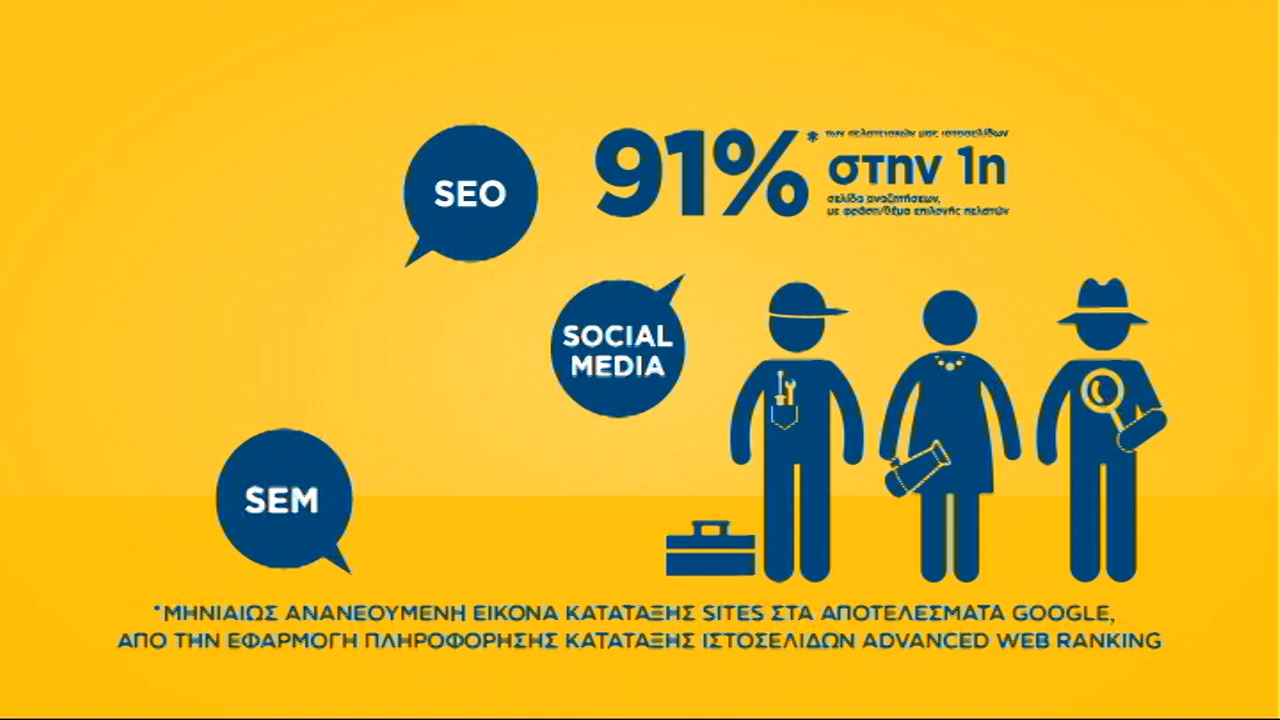 SEO
91%
* των πελατειακών μας ιστοσελίδων
στην 1η
σελίδα αναζητήσεων,
με φράση/θέμα επιλογής πελατών
SOCIAL
MEDIA
SEM
*ΜΗΝΙΑΙΩΣ ΑΝΑΝΕΟΥΜΕΝΗ ΕΙΚΟΝΑ ΚΑΤΑΤΑΞΗΣ SITES ΣΤΑ ΑΠΟΤΕΛΕΣΜΑΤΑ GOOGLE,
ΑΠΟ ΤΗΝ ΕΦΑΡΜΟΓΗ ΠΛΗΡΟΦΟΡΗΣΗΣ ΚΑΤΑΤΑΞΗΣ ΙΣΤΟΣΕΛΙΔΩΝ ADVANCED WEB RANKING